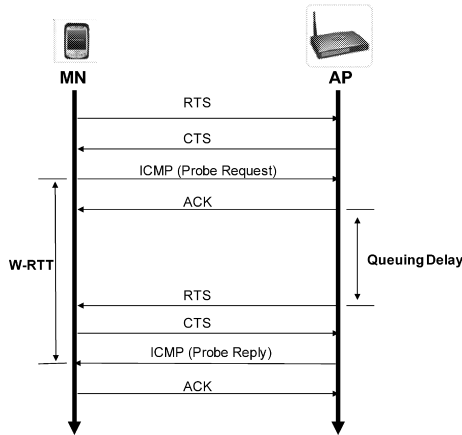 MN
AP
RTS
CTS
ICMP (Probe Request)
ACK
W-RTT
Queuing Delay
RTS
CTS
ICMP (Probe Reply)
ACK